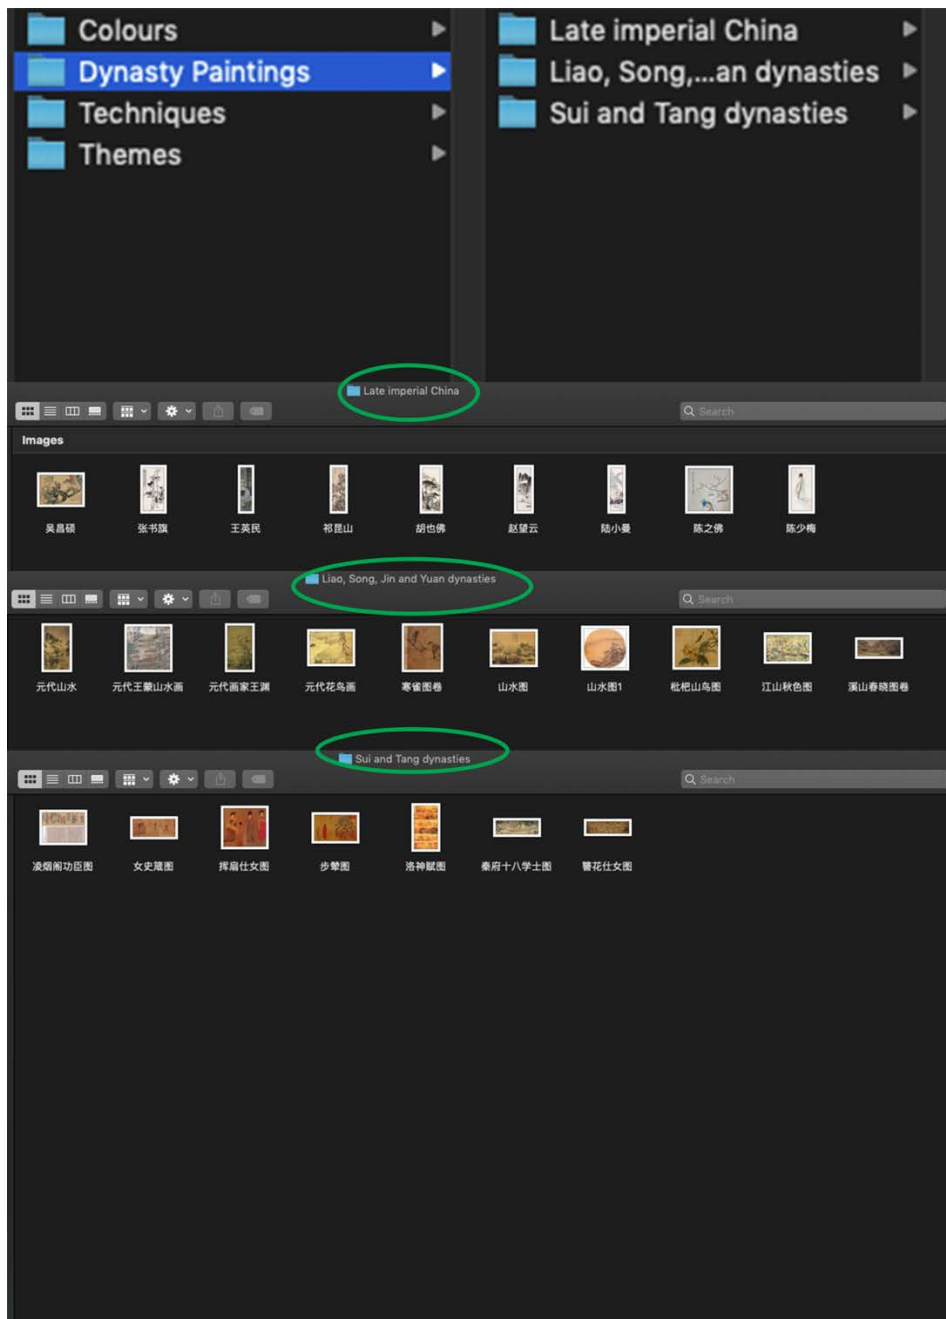 Colours
Dynasty Paintings
Techniques
Themes
Late imperial China
Liao, Song,...an dynasties
Sui and Tang dynasties
Late imperial China
Search
Images
吴昌硕 张书旗 王英民 祁昆山 胡也佛 赵望云 陆小曼 陈之佛 陈少梅
Liao, Song, Jin and Yuan dynasties
Search
元代山水 元代王蒙山水画 元代画家王渊 元代花鸟画 寒雀图卷 山水图 山水图1 枇杷山鸟图 江山秋色图 溪山春晓图卷
Sui and Tang dynasties
Search
凌烟阁功臣图 女史箴图 挥扇仕女图 步辇图 洛神赋图 秦府十八学士图 簪花仕女图